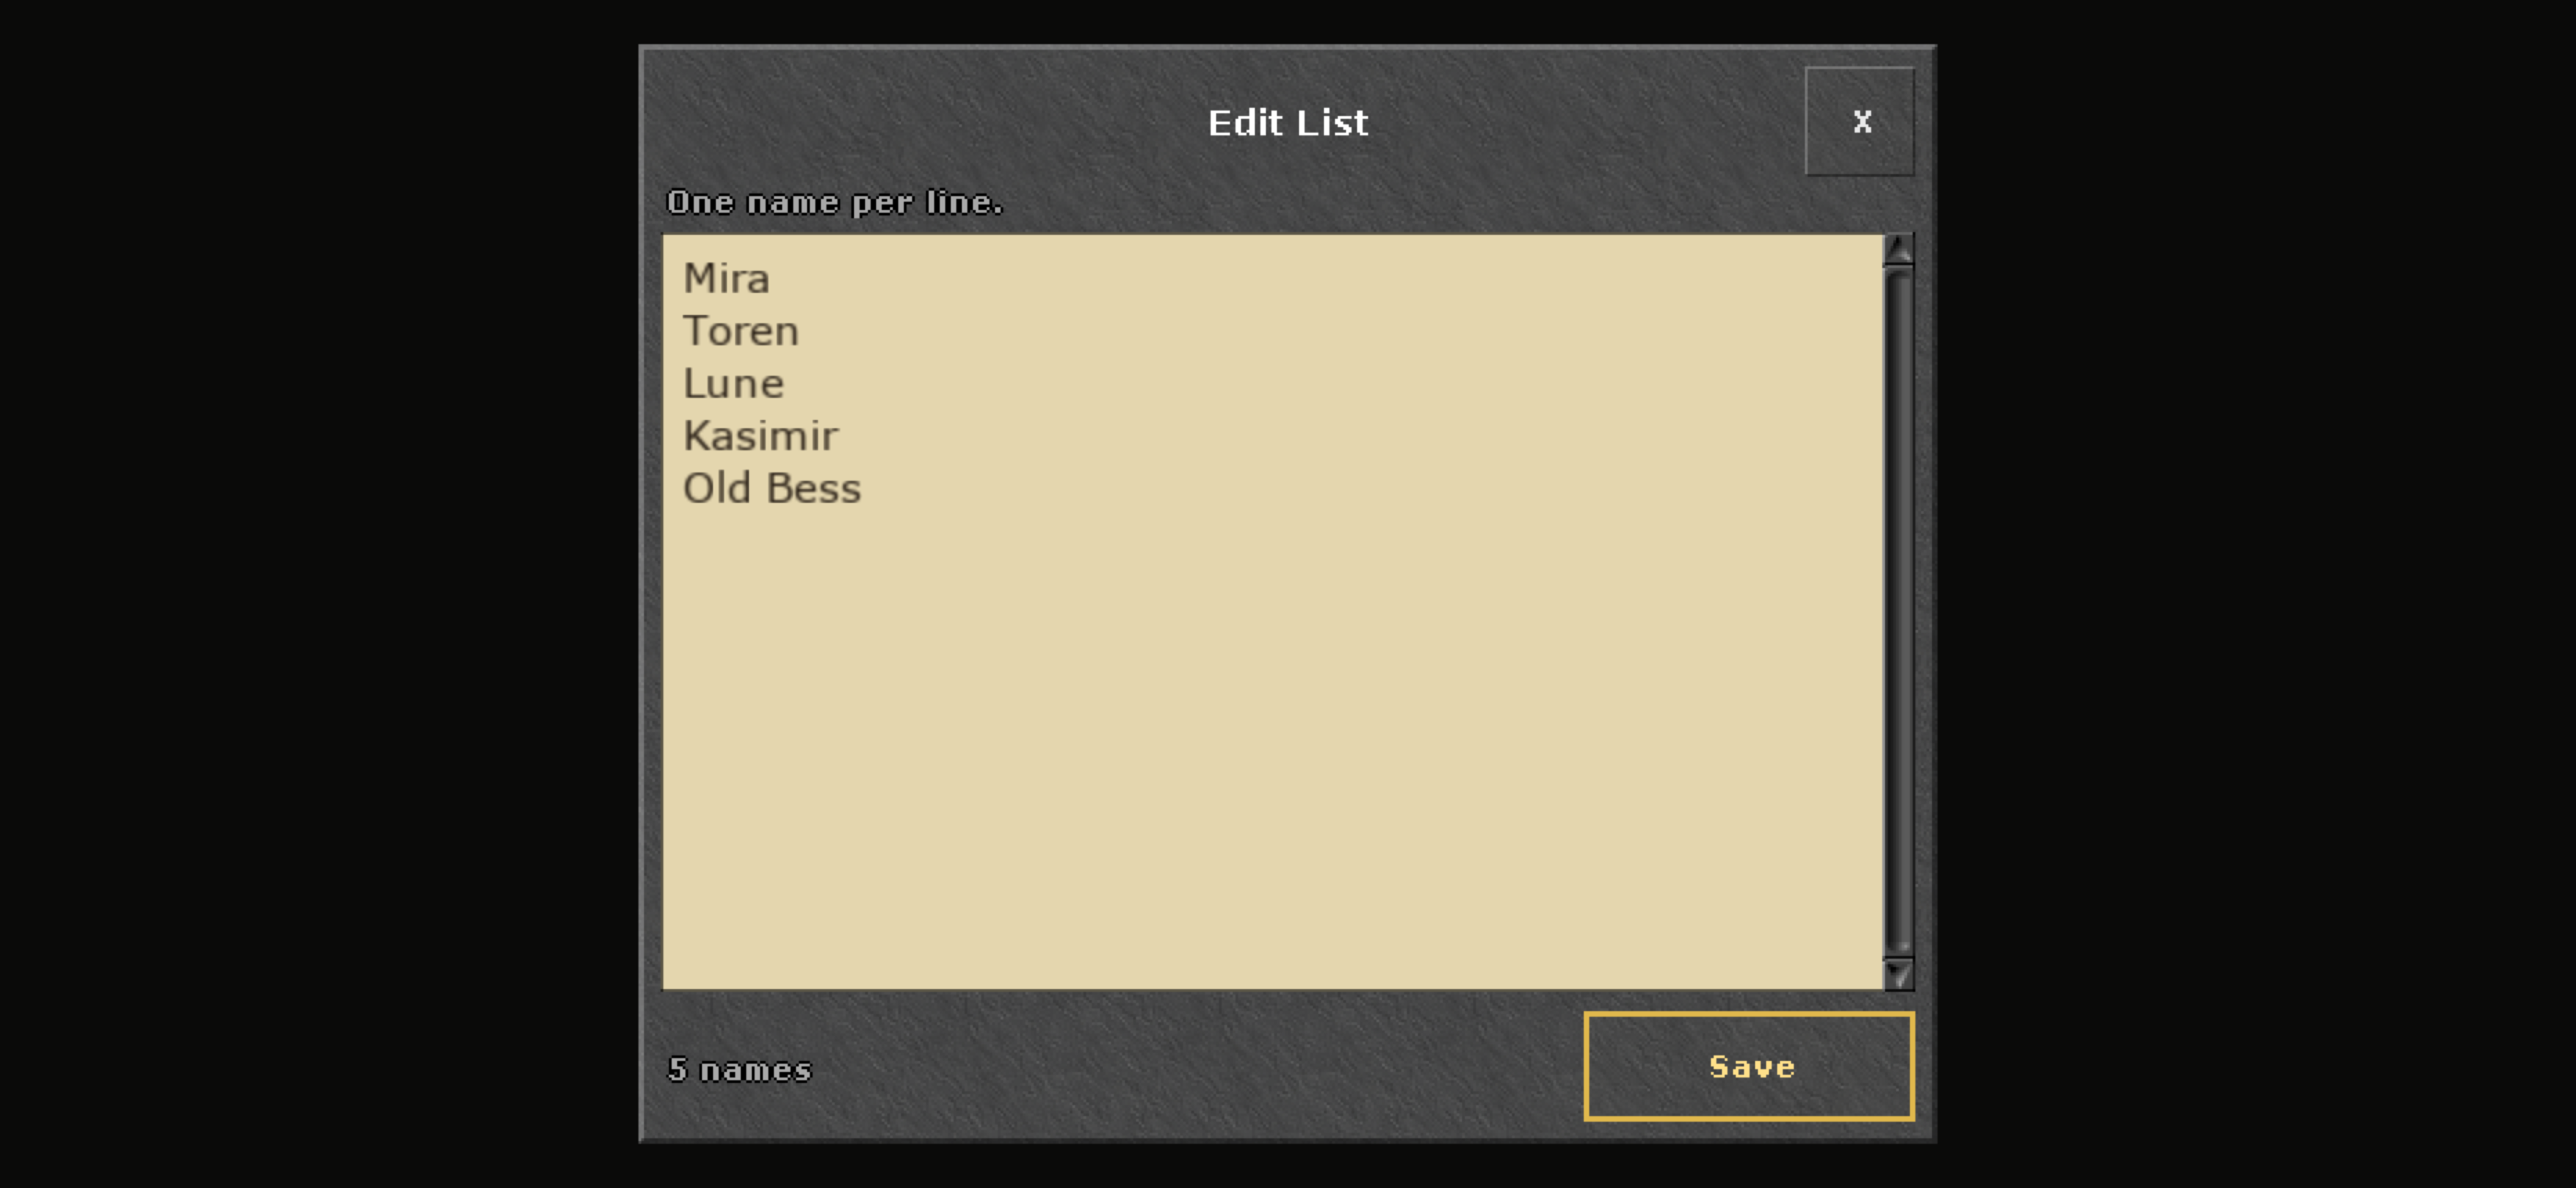 Edit List
X
One name per line.
Mira
Toren
Lune
Kasimir
Old Bess
5 names
Save